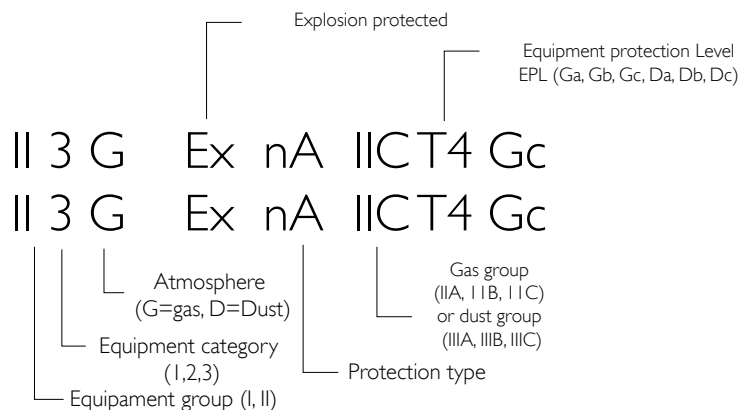 Explosion protected
Equipment protection Level
EPL (Ga, Gb, Gc, Da, Db, Dc)
II 3 G Ex nA IICT4 Gc
II 3 G Ex nA IICT4 Gc
Atmosphere
(G=gas, D=Dust)
Gas group
(IIA, 11B, 11C)
or dust group
(IIIA, IIIB, IIIC)
Equipment category
(1,2,3)
Protection type
Equipament group (I, II)